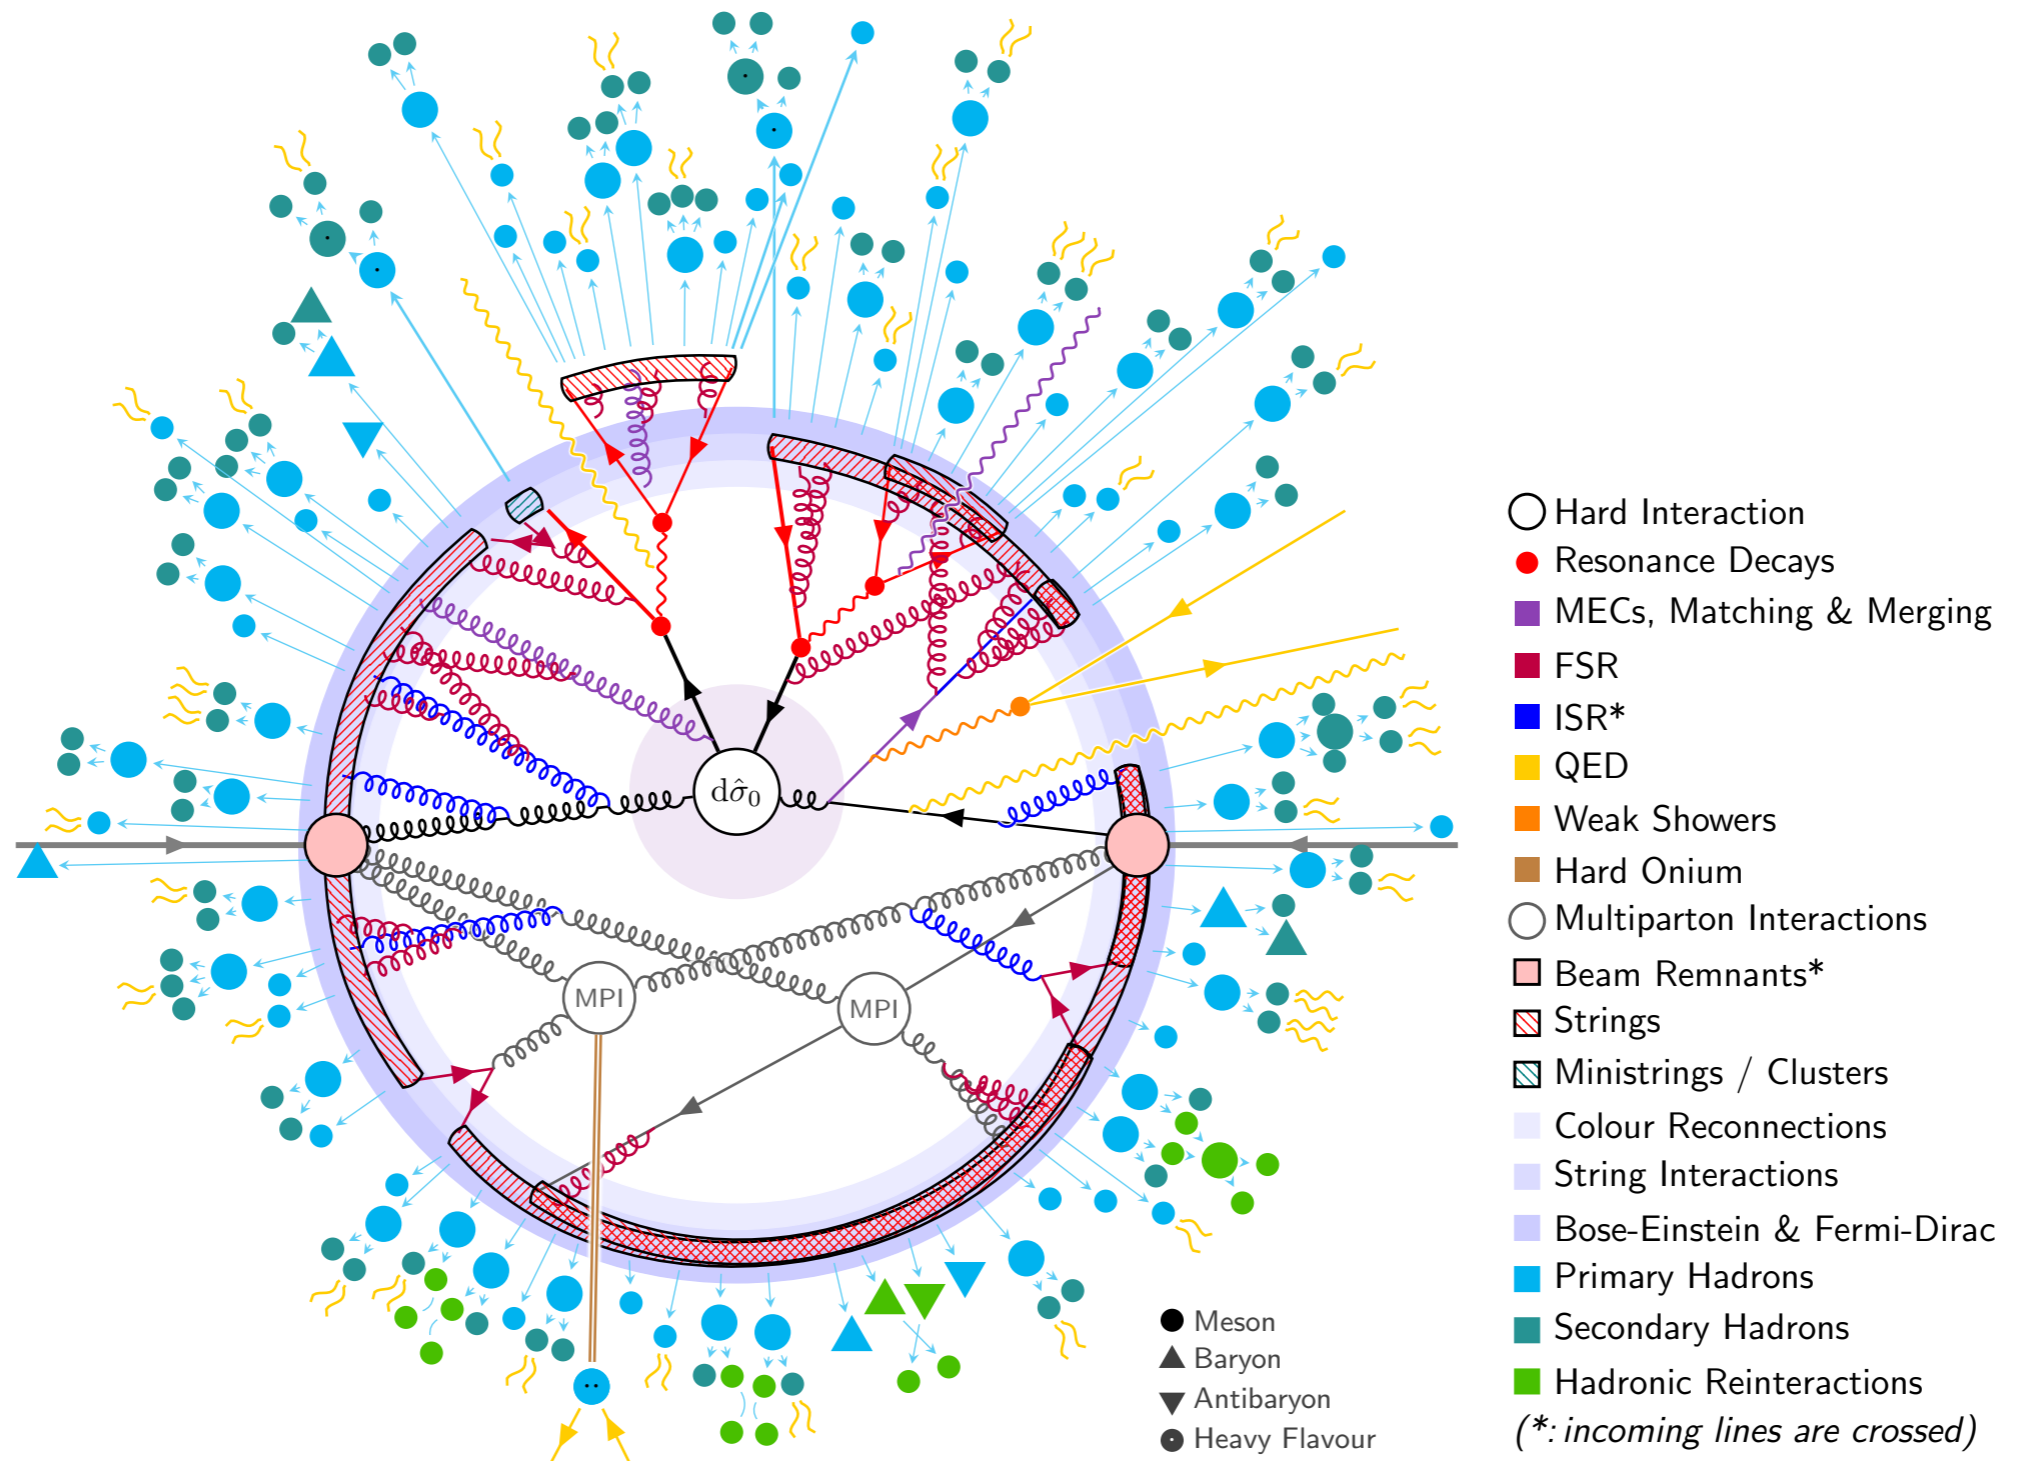 dσ̂₀
MPI
MPI
Meson
Baryon
Antibaryon
Heavy Flavour
Hard Interaction
Resonance Decays
MECs, Matching & Merging
FSR
ISR*
QED
Weak Showers
Hard Onium
Multiparton Interactions
Beam Remnants*
Strings
Ministrings / Clusters
Colour Reconnections
String Interactions
Bose-Einstein & Fermi-Dirac
Primary Hadrons
Secondary Hadrons
Hadronic Reinteractions
(*: incoming lines are crossed)